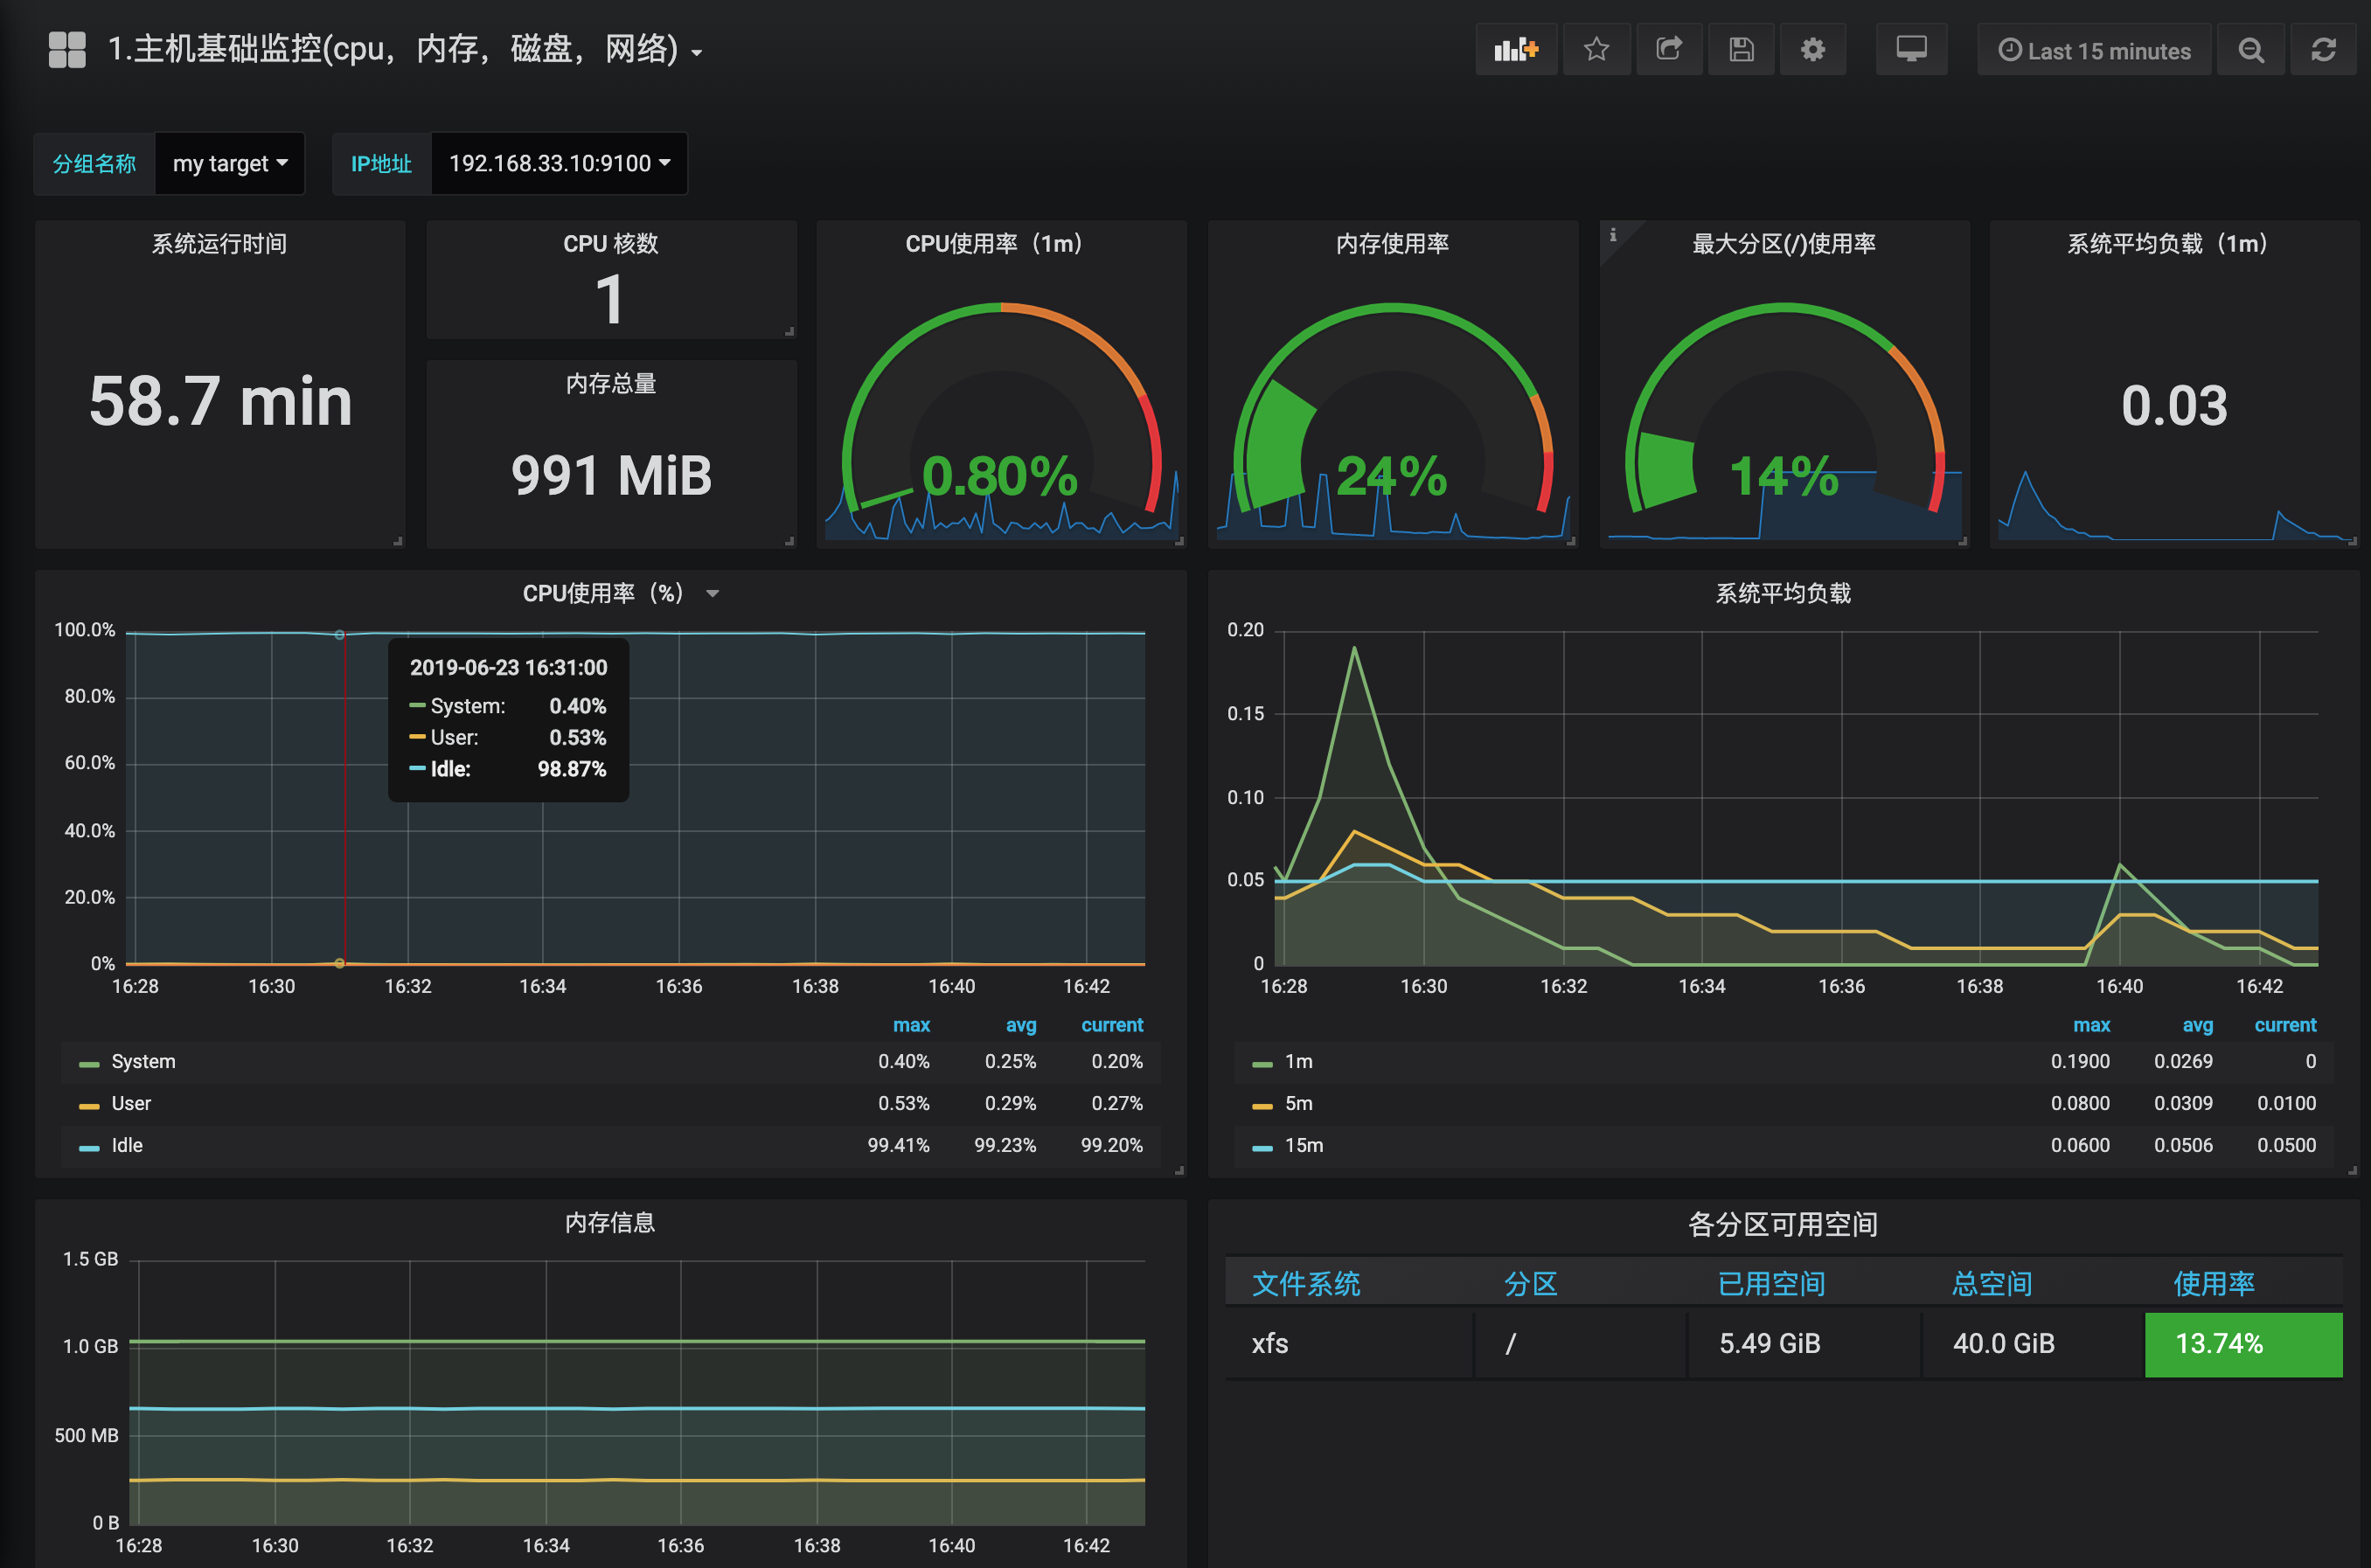 1.主机基础监控(cpu，内存，磁盘，网络)
Last 15 minutes
分组名称 my target IP地址 192.168.33.10:9100
系统运行时间
58.7 min
CPU 核数
1
内存总量
991 MiB
CPU使用率（1m）
0.80%
内存使用率
24%
最大分区(/)使用率
14%
系统平均负载（1m）
0.03
CPU使用率（%）
100.0%
80.0%
60.0%
40.0%
20.0%
0%
16:28 16:30 16:32 16:34 16:36 16:38 16:40 16:42
2019-06-23 16:31:00
System: 0.40%
User: 0.53%
Idle: 98.87%
max avg current
System 0.40% 0.25% 0.20%
User 0.53% 0.29% 0.27%
Idle 99.41% 99.23% 99.20%
系统平均负载
0.20
0.15
0.10
0.05
0
16:28 16:30 16:32 16:34 16:36 16:38 16:40 16:42
max avg current
1m 0.1900 0.0269 0
5m 0.0800 0.0309 0.0100
15m 0.0600 0.0506 0.0500
内存信息
1.5 GB
1.0 GB
500 MB
0 B
16:28 16:30 16:32 16:34 16:36 16:38 16:40 16:42
各分区可用空间
文件系统 分区 已用空间 总空间 使用率
xfs / 5.49 GiB 40.0 GiB 13.74%